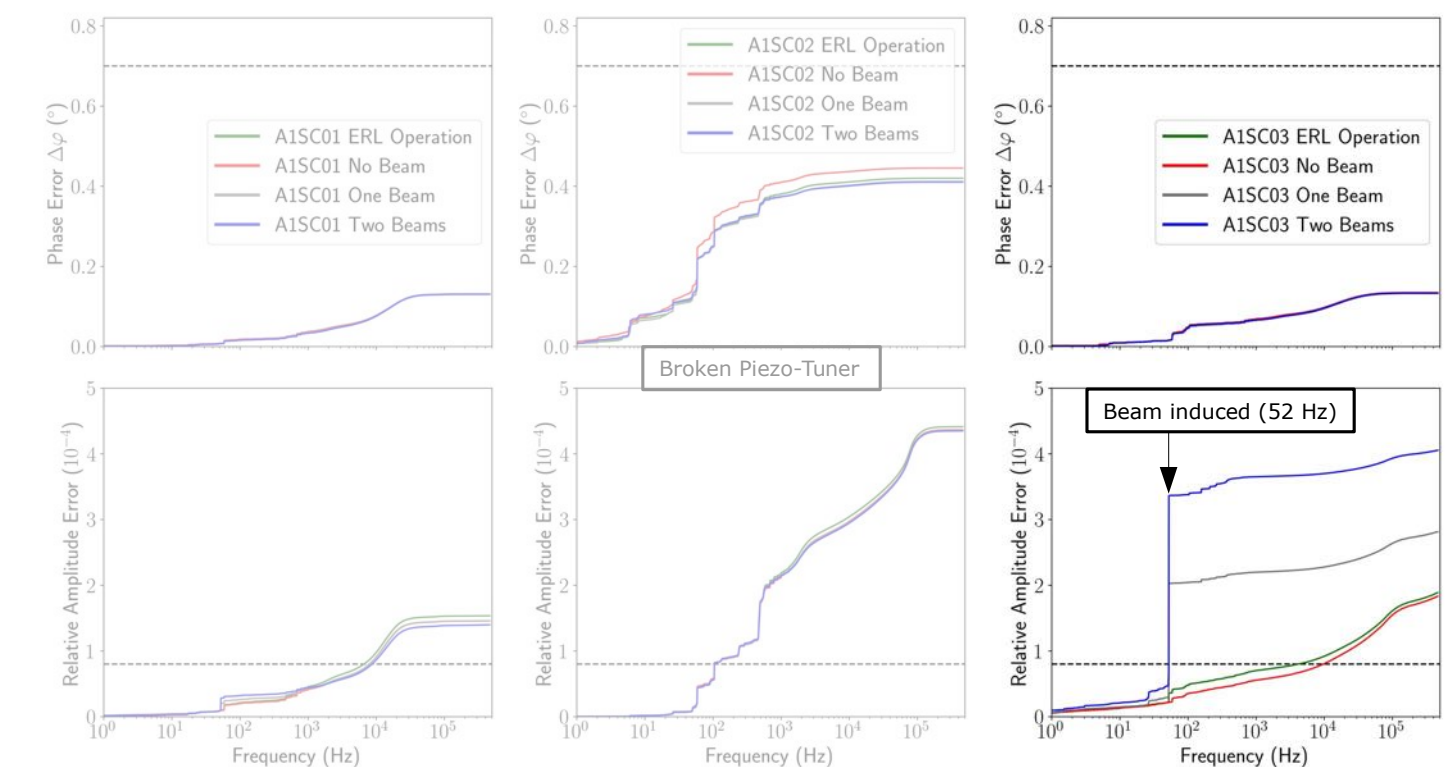 0.8
0.6
0.4
0.2
0.0
Phase Error Δφ (°)
A1SC01 ERL Operation
A1SC01 No Beam
A1SC01 One Beam
A1SC01 Two Beams
0.8
0.6
0.4
0.2
0.0
Phase Error Δφ (°)
A1SC02 ERL Operation
A1SC02 No Beam
A1SC02 One Beam
A1SC02 Two Beams
0.8
0.6
0.4
0.2
0.0
Phase Error Δφ (°)
A1SC03 ERL Operation
A1SC03 No Beam
A1SC03 One Beam
A1SC03 Two Beams
Broken Piezo-Tuner
5
4
3
2
1
0
Relative Amplitude Error (10⁻⁴)
10⁰ 10¹ 10² 10³ 10⁴ 10⁵
Frequency (Hz)
5
4
3
2
1
0
Relative Amplitude Error (10⁻⁴)
10⁰ 10¹ 10² 10³ 10⁴ 10⁵
Frequency (Hz)
Beam induced (52 Hz)
5
4
3
2
1
0
Relative Amplitude Error (10⁻⁴)
10⁰ 10¹ 10² 10³ 10⁴ 10⁵
Frequency (Hz)